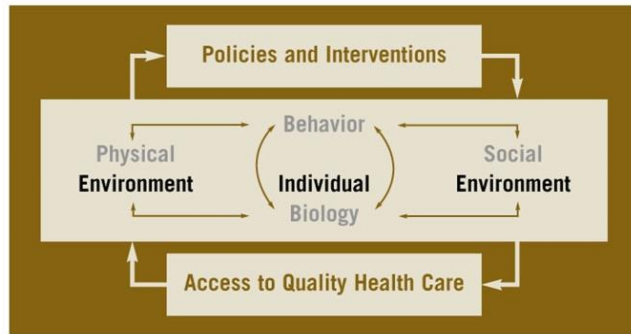 Policies and Interventions
Behavior
Physical
Environment
Individual
Biology
Social
Environment
Access to Quality Health Care